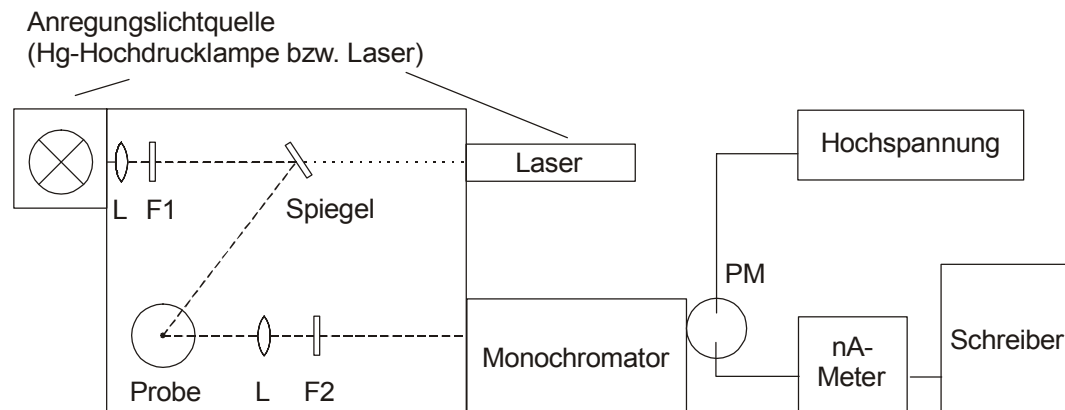 Anregungslichtquelle
(Hg-Hochdrucklampe bzw. Laser)
Hochspannung
Laser
L
F1
Spiegel
PM
Monochromator
nA-
Meter
Schreiber
Probe
L
F2